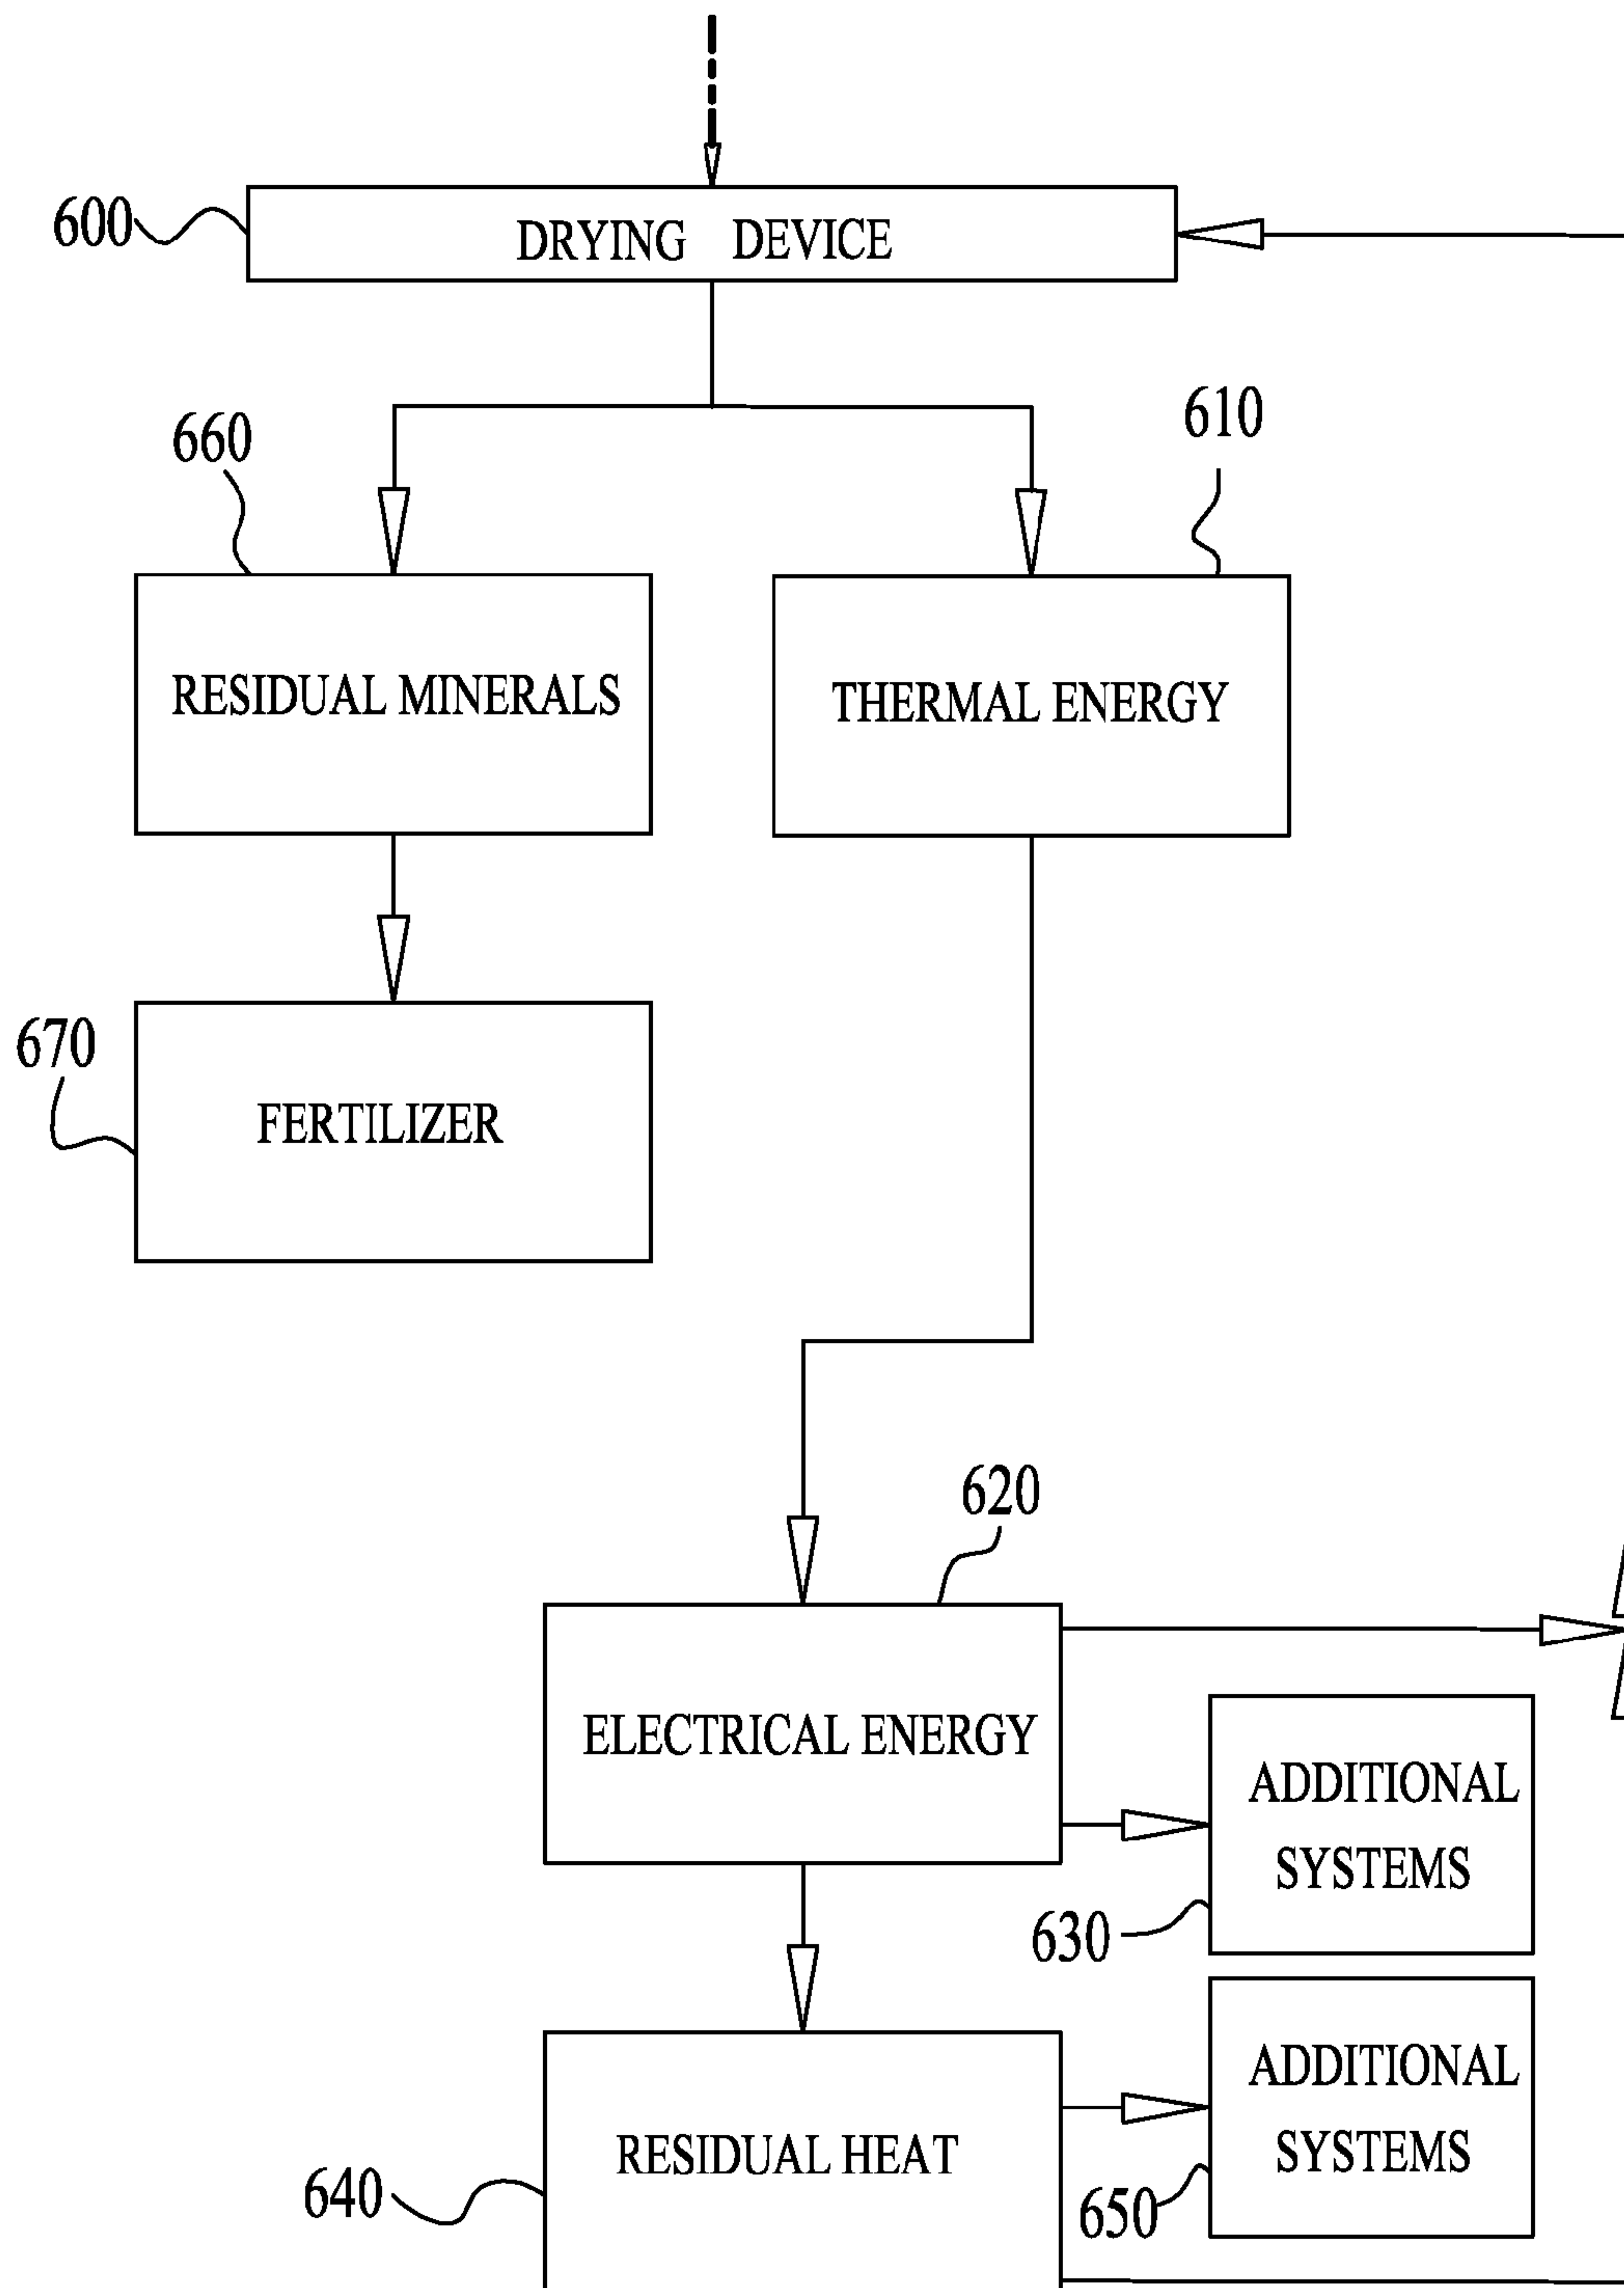 600
DRYING DEVICE
660
610
RESIDUAL MINERALS
THERMAL ENERGY
670
FERTILIZER
620
ELECTRICAL ENERGY
ADDITIONAL
SYSTEMS
630
ADDITIONAL
SYSTEMS
RESIDUAL HEAT
640
650